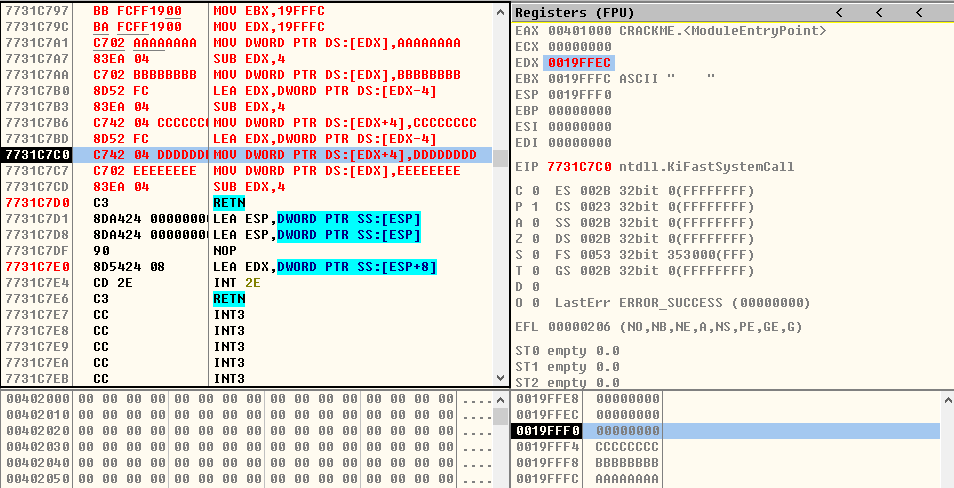 7731C797 BB FCFF1900 MOV EBX,19FFFC
7731C79C BA FCFF1900 MOV EDX,19FFFC
7731C7A1 C702 AAAAAAAA MOV DWORD PTR DS:[EDX],AAAAAAAA
7731C7A7 83EA 04 SUB EDX,4
7731C7AA C702 BBBBBBBB MOV DWORD PTR DS:[EDX],BBBBBBBB
7731C7B0 8D52 FC LEA EDX,DWORD PTR DS:[EDX-4]
7731C7B3 83EA 04 SUB EDX,4
7731C7B6 C742 04 CCCCCC MOV DWORD PTR DS:[EDX+4],CCCCCCCC
7731C7BD 8D52 FC LEA EDX,DWORD PTR DS:[EDX-4]
7731C7C0 C742 04 DDDDDDD MOV DWORD PTR DS:[EDX+4],DDDDDDDD
7731C7C7 C702 EEEEEEEE MOV DWORD PTR DS:[EDX],EEEEEEEE
7731C7CD 83EA 04 SUB EDX,4
7731C7D0 C3 RETN
7731C7D1 8DA424 0000000 LEA ESP,DWORD PTR SS:[ESP]
7731C7D8 8DA424 0000000 LEA ESP,DWORD PTR SS:[ESP]
7731C7DF 90 NOP
7731C7E0 8D5424 08 LEA EDX,DWORD PTR SS:[ESP+8]
7731C7E4 CD 2E INT 2E
7731C7E6 C3 RETN
7731C7E7 CC INT3
7731C7E8 CC INT3
7731C7E9 CC INT3
7731C7EA CC INT3
7731C7EB CC INT3
Registers (FPU) < < <
EAX 00401000 CRACKME.<ModuleEntryPoint>
ECX 00000000
EDX 0019FFEC
EBX 0019FFFC ASCII "    "
ESP 0019FFF0
EBP 00000000
ESI 00000000
EDI 00000000
EIP 7731C7C0 ntdll.KiFastSystemCall
C 0 ES 002B 32bit 0(FFFFFFFF)
P 1 CS 0023 32bit 0(FFFFFFFF)
A 0 SS 002B 32bit 0(FFFFFFFF)
Z 0 DS 002B 32bit 0(FFFFFFFF)
S 0 FS 0053 32bit 353000(FFF)
T 0 GS 002B 32bit 0(FFFFFFFF)
D 0
O 0 LastErr ERROR_SUCCESS (00000000)
EFL 00000206 (NO,NB,NE,A,NS,PE,GE,G)
ST0 empty 0.0
ST1 empty 0.0
ST2 empty 0.0
00402000 00 00 00 00 00 00 00 00 00 00 00 00 00 00 00 00 ....
00402010 00 00 00 00 00 00 00 00 00 00 00 00 00 00 00 00 ....
00402020 00 00 00 00 00 00 00 00 00 00 00 00 00 00 00 00 ....
00402030 00 00 00 00 00 00 00 00 00 00 00 00 00 00 00 00 ....
00402040 00 00 00 00 00 00 00 00 00 00 00 00 00 00 00 00 ....
00402050 00 00 00 00 00 00 00 00 00 00 00 00 00 00 00 00 ....
0019FFE8 00000000
0019FFEC 00000000
0019FFF0 00000000
0019FFF4 CCCCCCCC
0019FFF8 BBBBBBBB
0019FFFC AAAAAAAA